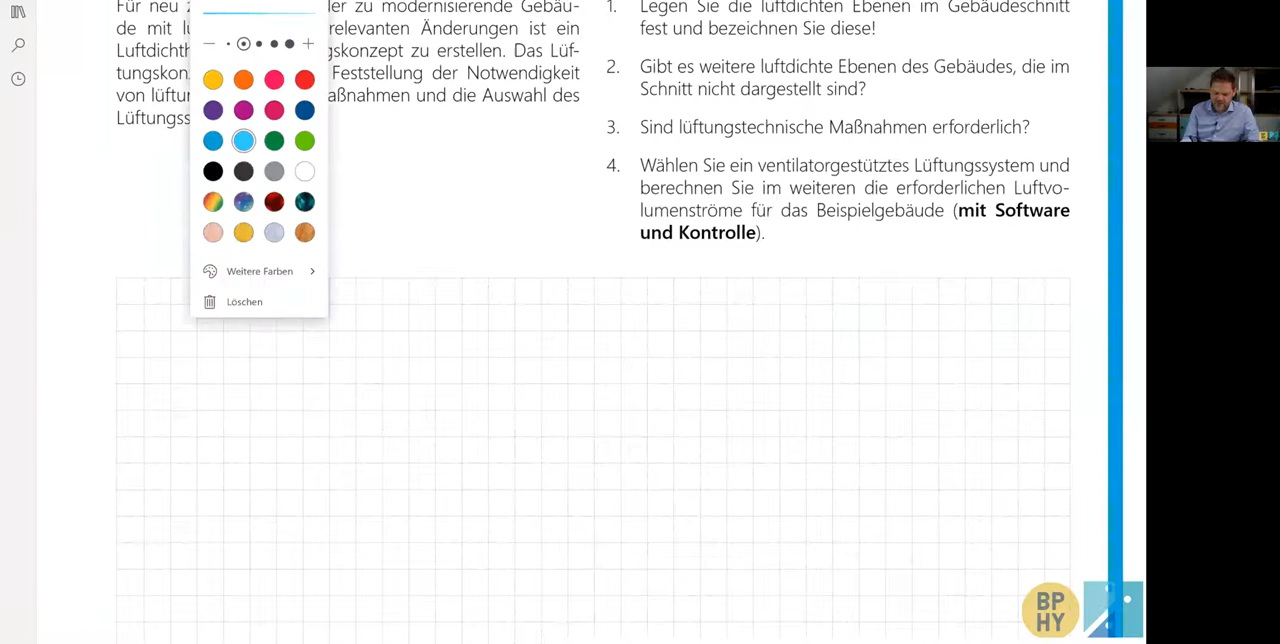 Für neu z ler zu modernisierende Gebäu-
de mit lü relevanten Änderungen ist ein
Luftdichth gskonzept zu erstellen. Das Lüf-
tungskon Feststellung der Notwendigkeit
von lüftun aßnahmen und die Auswahl des
Lüftungss
Weitere Farben
Löschen
1. Legen Sie die luftdichten Ebenen im Gebäudeschnitt
fest und bezeichnen Sie diese!
2. Gibt es weitere luftdichte Ebenen des Gebäudes, die im
Schnitt nicht dargestellt sind?
3. Sind lüftungstechnische Maßnahmen erforderlich?
4. Wählen Sie ein ventilatorgestütztes Lüftungssystem und
berechnen Sie im weiteren die erforderlichen Luftvo-
lumenströme für das Beispielgebäude (mit Software
und Kontrolle).
BP
HY